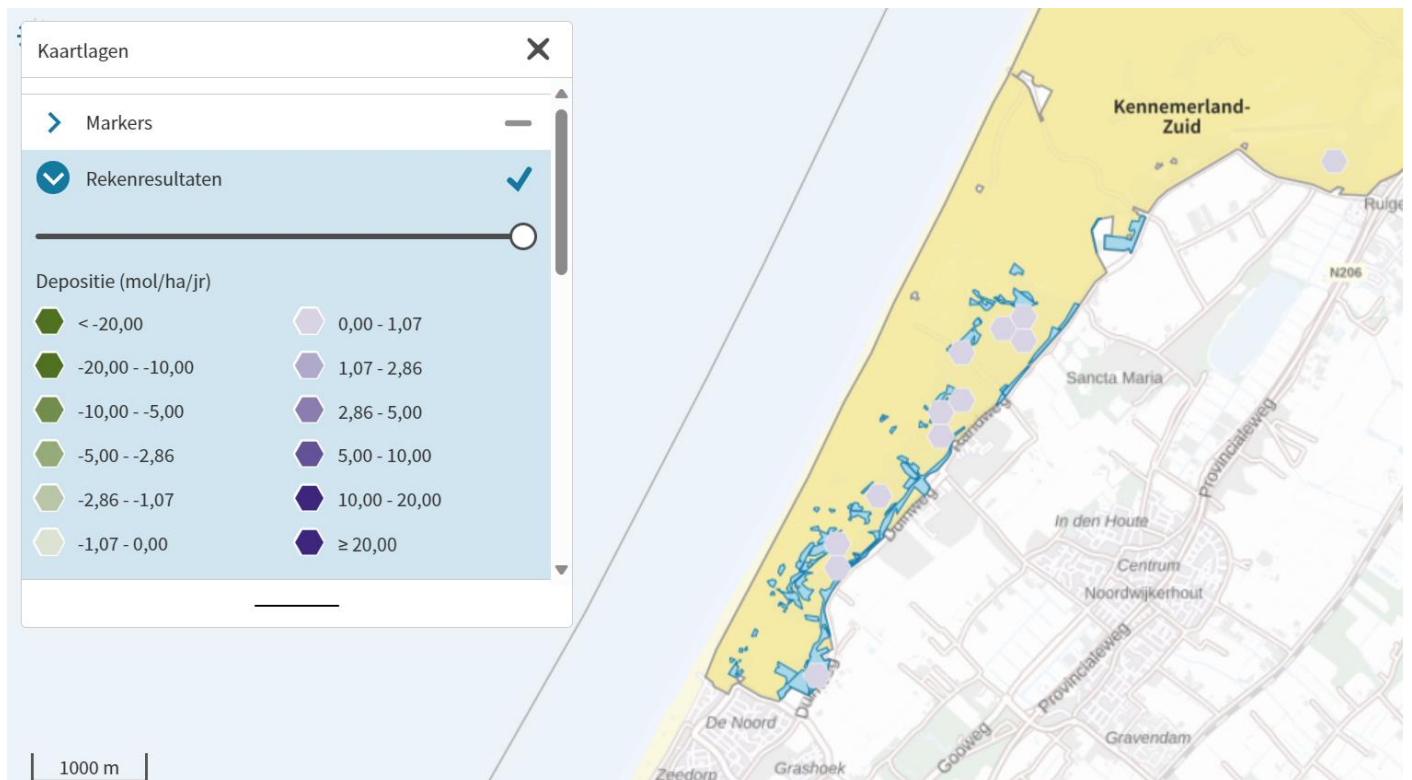 Kaartlagen
Markers
Rekenresultaten
Depositie (mol/ha/jr)
< -20,00
-20,00 - -10,00
-10,00 - -5,00
-5,00 - -2,86
-2,86 - -1,07
-1,07 - 0,00
0,00 - 1,07
1,07 - 2,86
2,86 - 5,00
5,00 - 10,00
10,00 - 20,00
≥ 20,00
1000 m
Kennemerland-
Zuid
N206
Sancta Maria
Randweg
Provincialeweg
Duinweg
In den Houte
Centrum
Noordwijkerhout
Provincialeweg
De Noord
Gooweg
Gravendam
Grashoek
Zeedorp